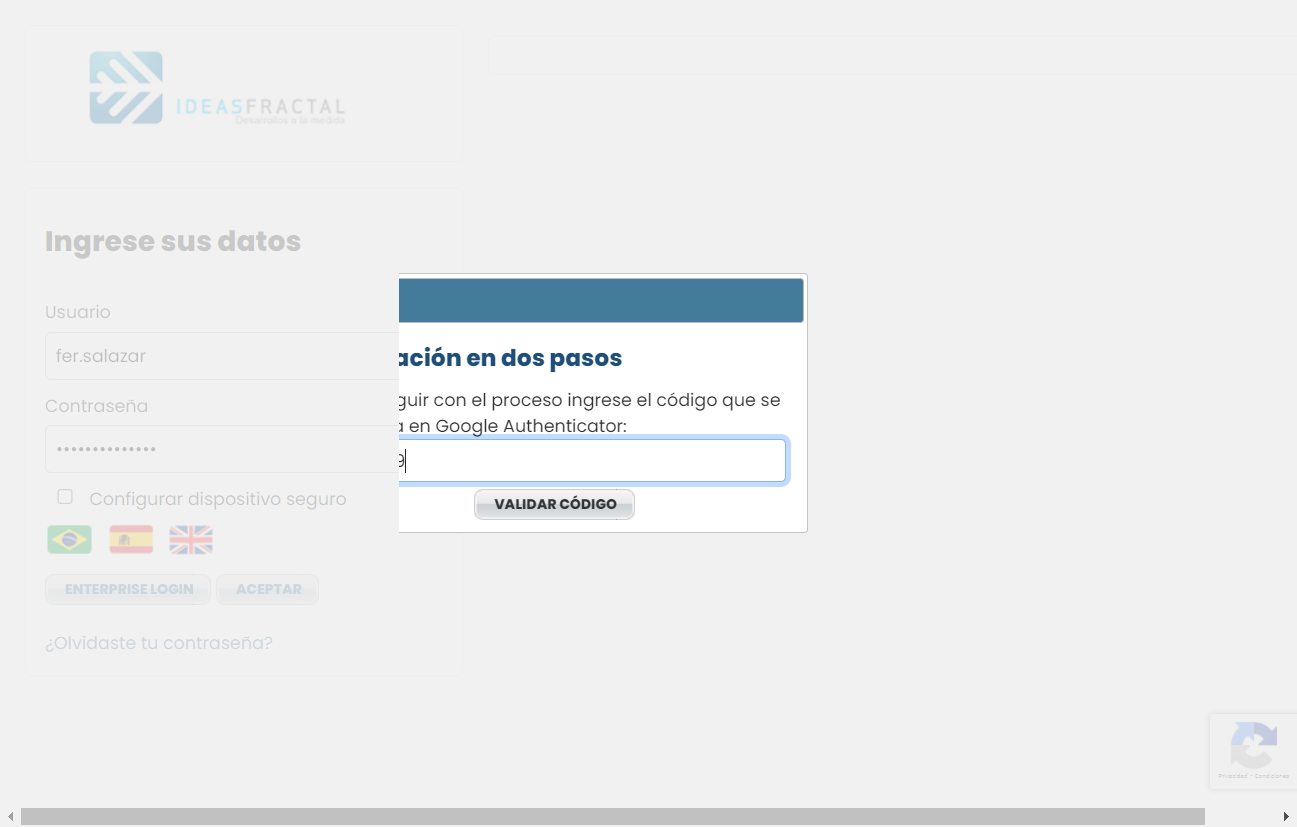 IDEASFRACTAL
Desarrollos a la medida
Ingrese sus datos
Usuario
fer.salazar
Contraseña
••••••••••••••
Configurar dispositivo seguro
ENTERPRISE LOGIN
ACEPTAR
¿Olvidaste tu contraseña?
ación en dos pasos
guir con el proceso ingrese el código que se
a en Google Authenticator:
9
VALIDAR CÓDIGO
Privacidad - Condiciones